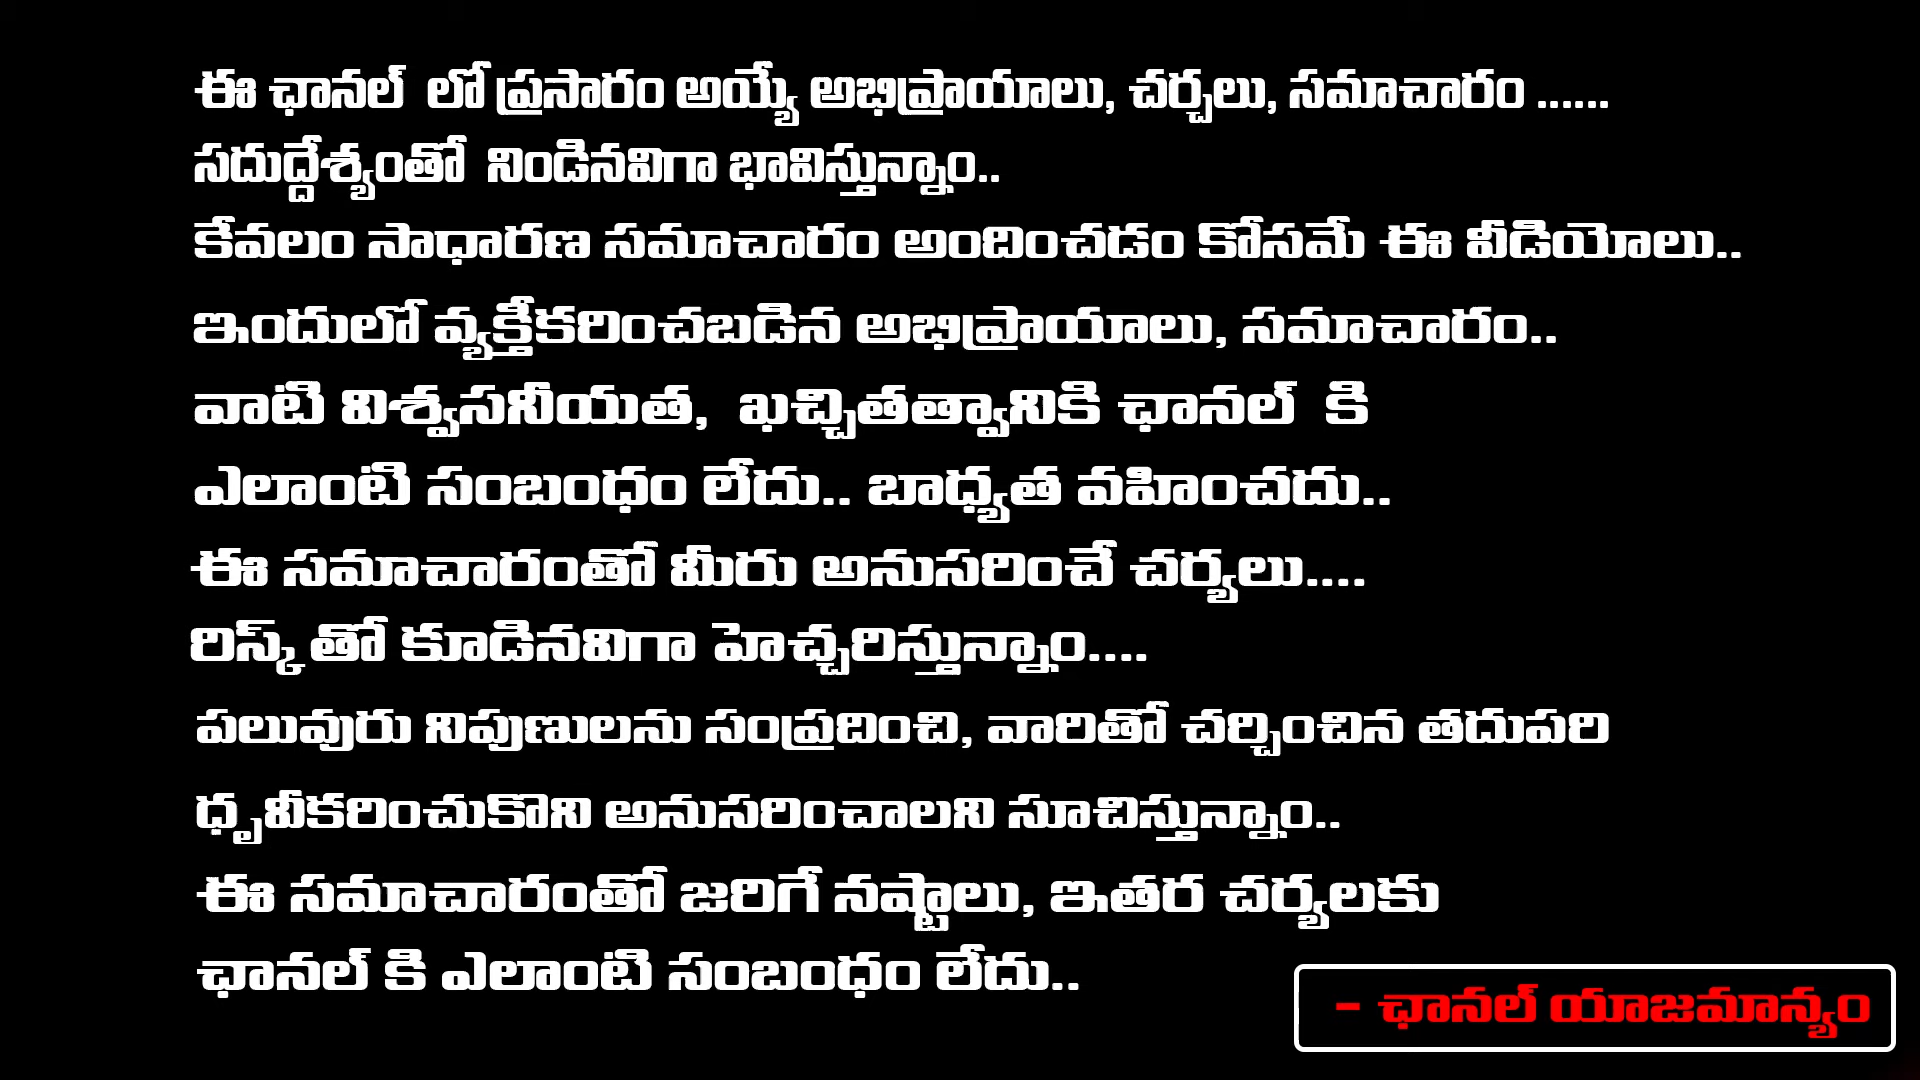 ఈ ఛానల్ లో ప్రసారం అయ్యే అభిప్రాయాలు, చర్చలు, సమాచారం ......
సదుద్దేశ్యంతో నిండినవిగా భావిస్తున్నాం..
కేవలం సాధారణ సమాచారం అందించడం కోసమే ఈ వీడియోలు..
ఇందులో వ్యక్తీకరించబడిన అభిప్రాయాలు, సమాచారం..
వాటి విశ్వసనీయత, ఖచ్చితత్వానికి ఛానల్ కి
ఎలాంటి సంబంధం లేదు.. బాధ్యత వహించదు..
ఈ సమాచారంతో మీరు అనుసరించే చర్యలు....
రిస్క్ తో కూడినవిగా హెచ్చరిస్తున్నాం....
పలువురు నిపుణులను సంప్రదించి, వారితో చర్చించిన తదుపరి
ధృవీకరించుకొని అనుసరించాలని సూచిస్తున్నాం..
ఈ సమాచారంతో జరిగే నష్టాలు, ఇతర చర్యలకు
ఛానల్ కి ఎలాంటి సంబంధం లేదు..
- ఛానల్ యాజమాన్యం